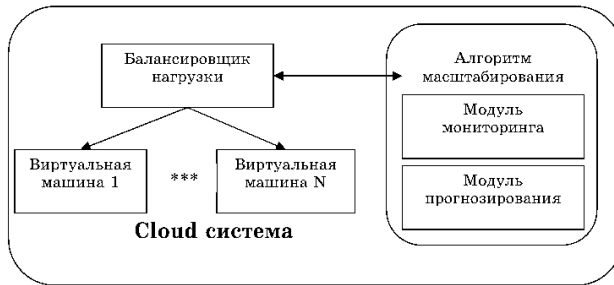 Балансировщик
нагрузки
Алгоритм
масштабирования
Модуль
мониторинга
Модуль
прогнозирования
Виртуальная
машина 1
***
Виртуальная
машина N
Cloud система